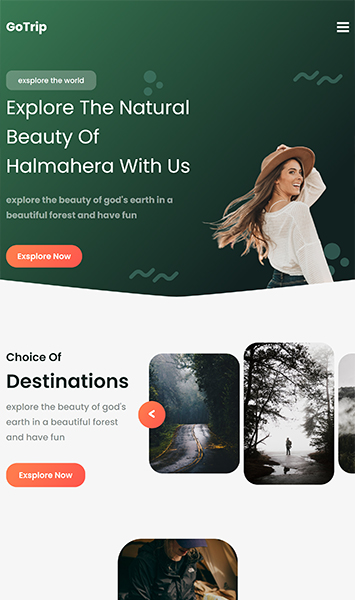 GoTrip
exsplore the world
Explore The Natural
Beauty Of
Halmahera With Us
explore the beauty of god's earth in a
beautiful forest and have fun
Exsplore Now
Choice Of
Destinations
explore the beauty of god's
earth in a beautiful forest
and have fun
Exsplore Now